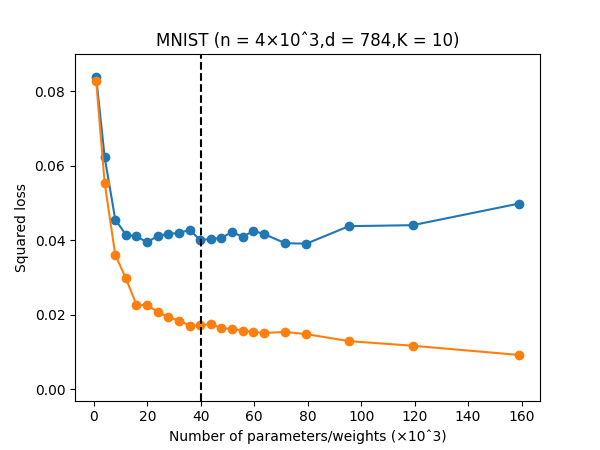 MNIST (n = 4×10ˆ3,d = 784,K = 10)
Squared loss
0.08
0.06
0.04
0.02
0.00
0 20 40 60 80 100 120 140 160
Number of parameters/weights (×10ˆ3)